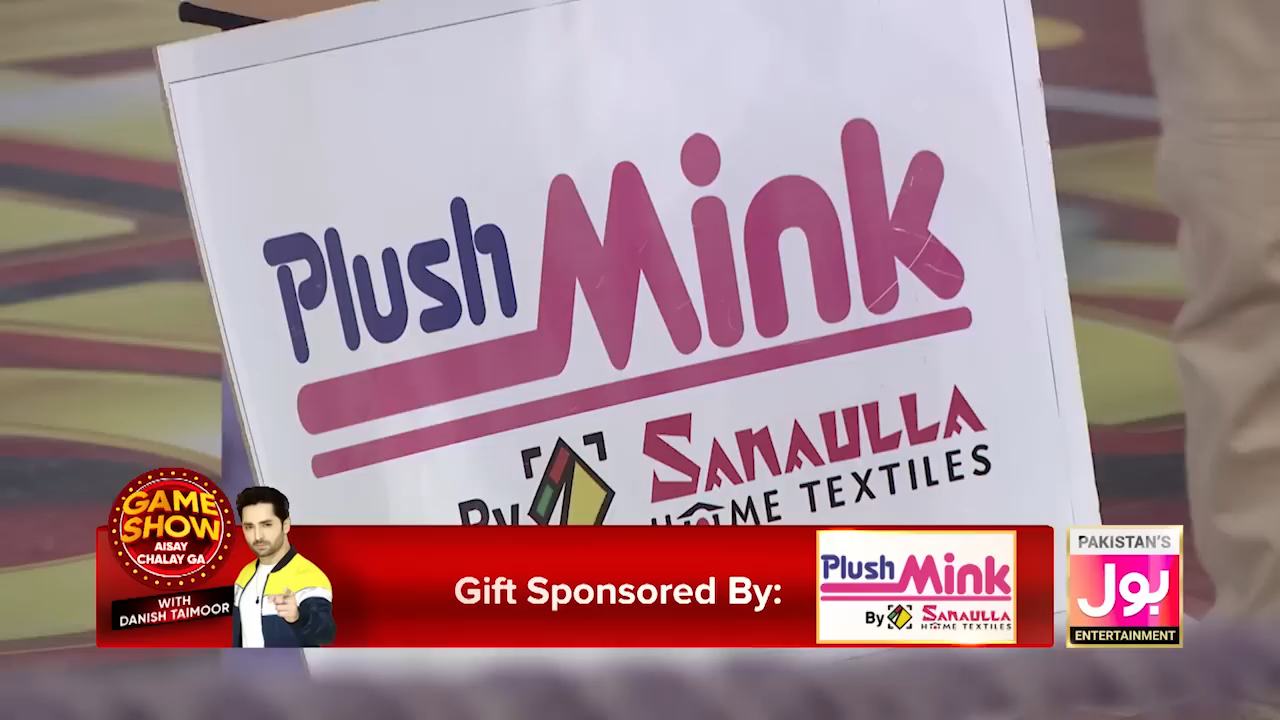 Plush Mink
By SANAULLA
HOME TEXTILES
GAME
SHOW
AISAY
CHALAY GA
WITH
DANISH TAIMOOR
Gift Sponsored By:
Plush Mink
By SANAULLA
HOME TEXTILES
PAKISTAN'S
بول
ENTERTAINMENT